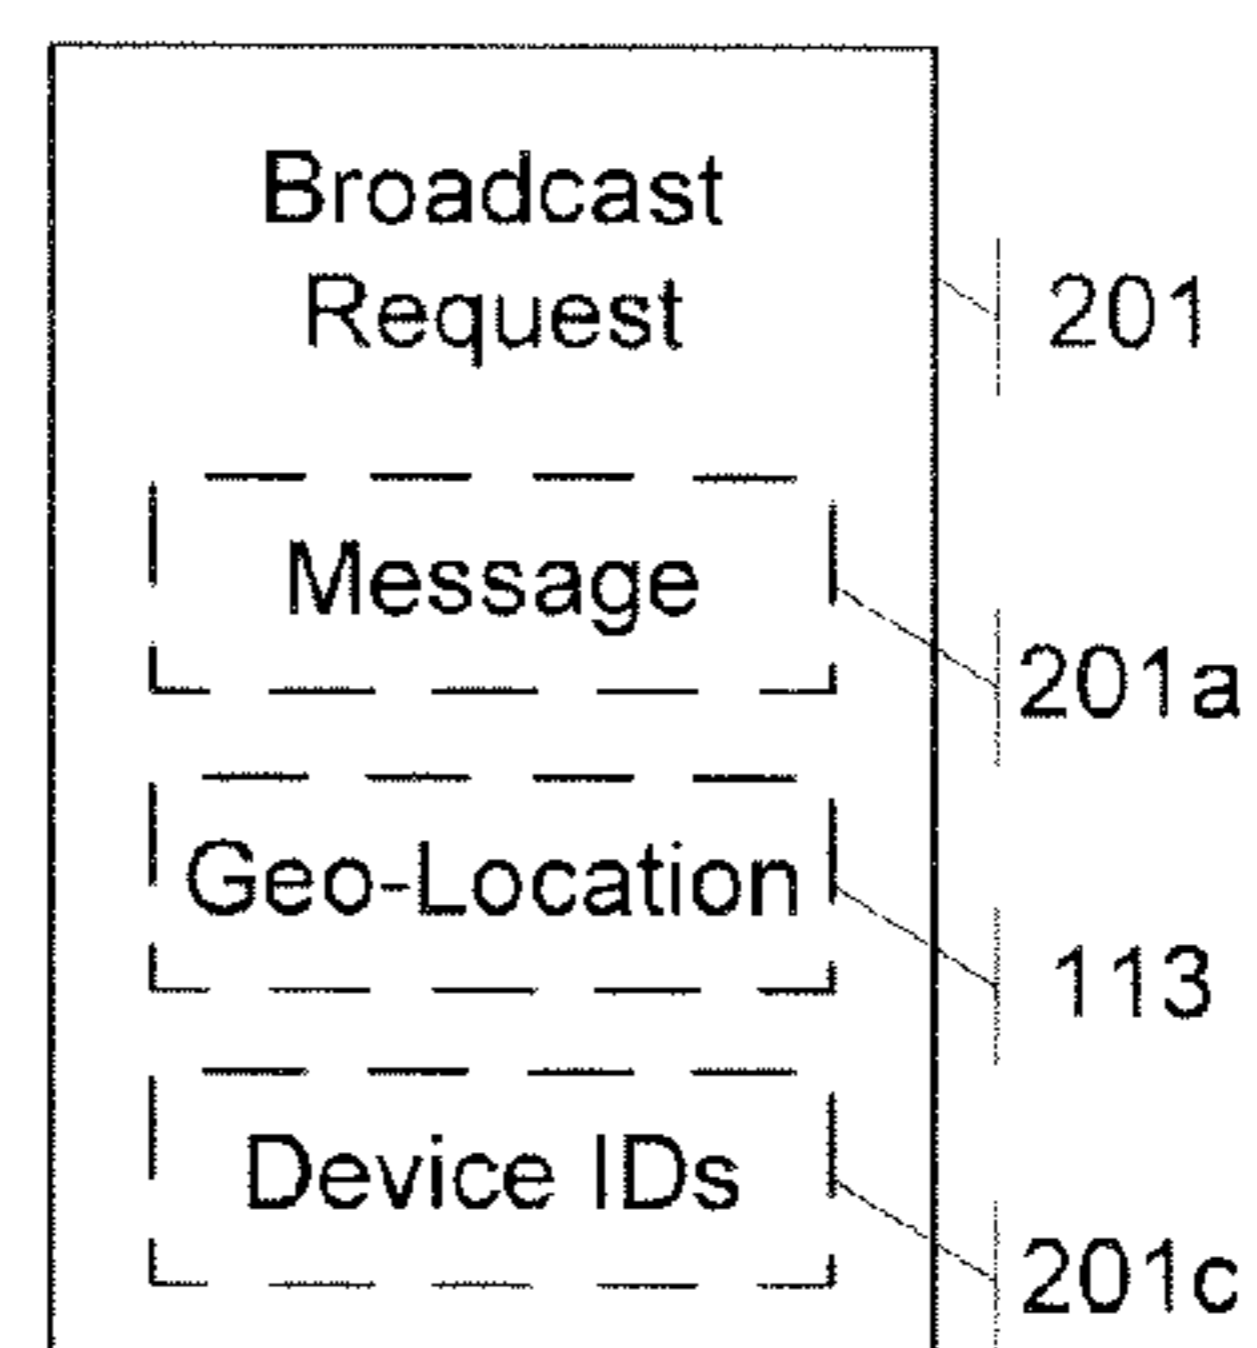 Broadcast
Request
201
Message
201a
Geo-Location
113
Device IDs
201c